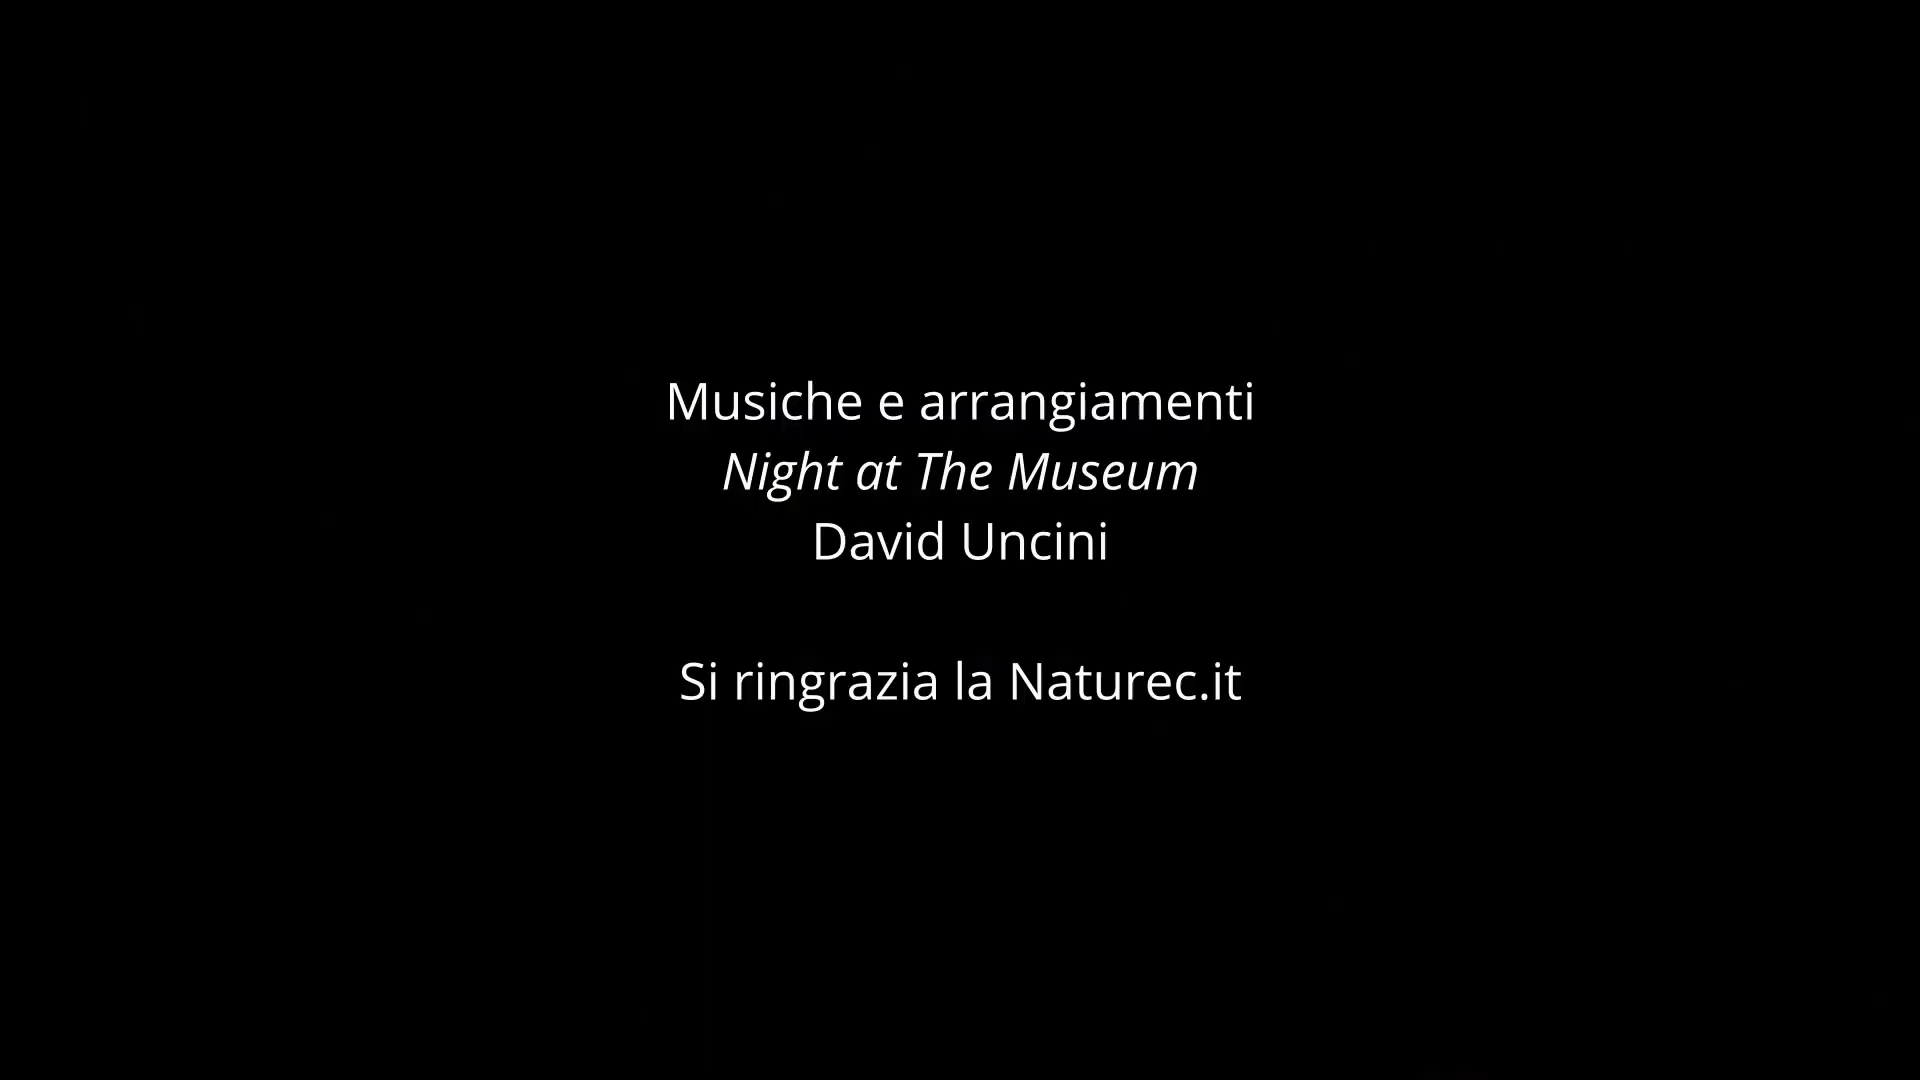 Musiche e arrangiamenti
Night at The Museum
David Uncini
Si ringrazia la Naturec.it